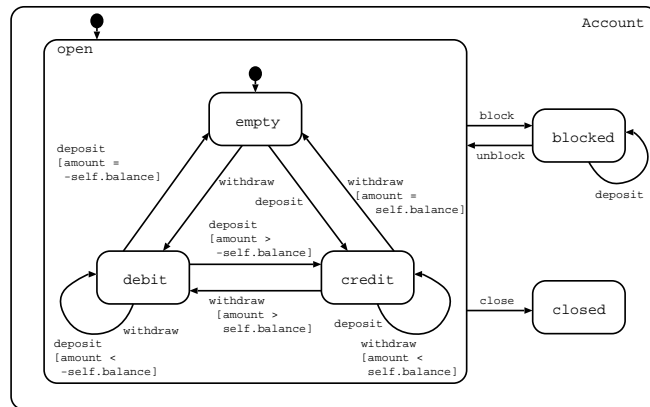 Account
open
empty
block
blocked
unblock
deposit
deposit
[amount =
-self.balance]
withdraw
deposit
withdraw
[amount =
self.balance]
deposit
[amount >
-self.balance]
debit
credit
withdraw
[amount >
self.balance]
close
closed
withdraw
deposit
deposit
[amount <
-self.balance]
withdraw
[amount <
self.balance]